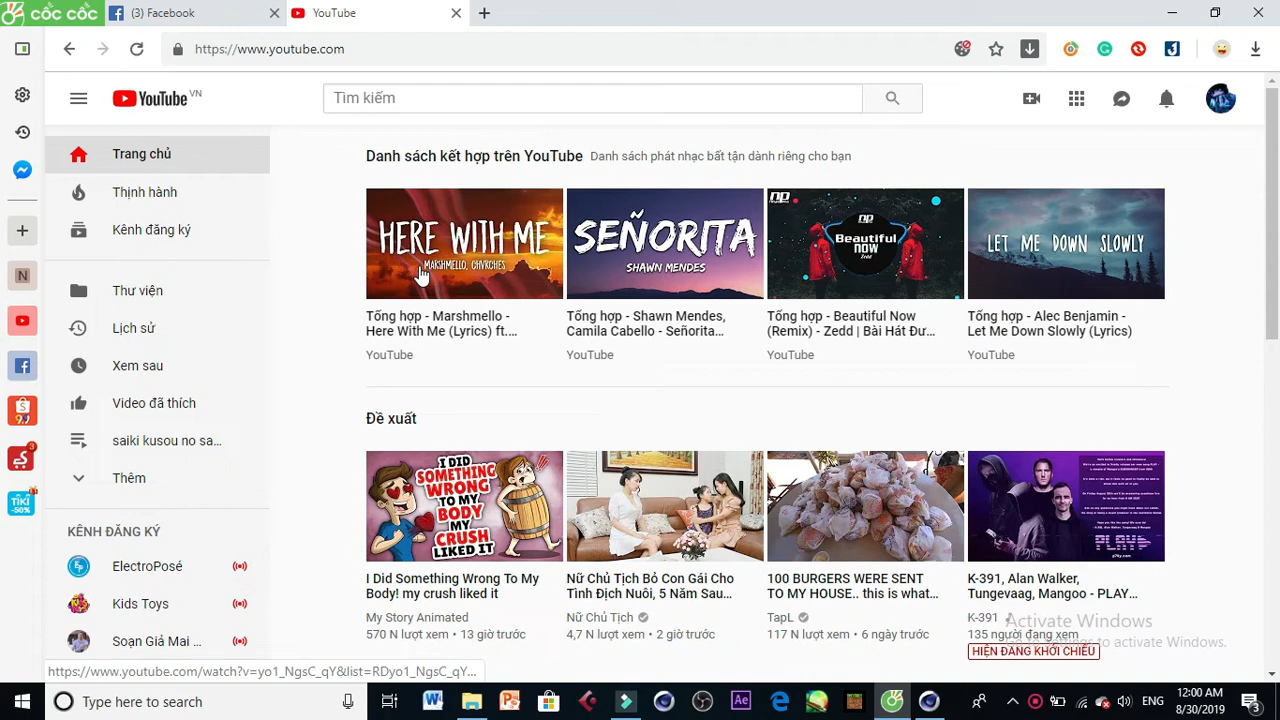 cốc cốc
(3) Facebook
YouTube
https://www.youtube.com
YouTube VN
Tìm kiếm
Trang chủ
Thịnh hành
Kênh đăng ký
Thư viện
Lịch sử
Xem sau
Video đã thích
saiki kusou no sa...
Thêm
KÊNH ĐĂNG KÝ
ElectroPosé
Kids Toys
Soạn Giả Mai ...
N
S
9.9
3
TIKI
-50%
Danh sách kết hợp trên YouTube Danh sách phát nhạc bất tận dành riêng cho bạn
HERE WITH ME
MARSHMELLO, CHVRCHES
SEÑORITA
SHAWN MENDES
Beautiful
now
Zedd
LET ME DOWN SLOWLY
Tổng hợp - Marshmello -
Here With Me (Lyrics) ft....
YouTube
Tổng hợp - Shawn Mendes,
Camila Cabello - Señorita...
YouTube
Tổng hợp - Beautiful Now
(Remix) - Zedd | Bài Hát Đư...
YouTube
Tổng hợp - Alec Benjamin -
Let Me Down Slowly (Lyrics)
YouTube
Đề xuất
I DID
SOMETHING
WRONG TO
MY BODY
MY
CRUSH
LIKED IT
PLAY
I Did Something Wrong To My
Body! my crush liked it
My Story Animated
570 N lượt xem • 13 giờ trước
Nữ Chủ Tịch Bỏ Con Gái Cho
Tình Địch Nuôi, 5 Năm Sau...
Nữ Chủ Tịch
4,7 N lượt xem • 2 giờ trước
100 BURGERS WERE SENT
TO MY HOUSE.. this is what...
TapL
117 N lượt xem • 6 ngày trước
K-391, Alan Walker,
Tungevaag, Mangoo - PLAY...
K-391
135 người đang xem
HIỆN ĐANG KHỞI CHIẾU
Activate Windows
Go to Settings to activate Windows.
https://www.youtube.com/watch?v=yo1_NgsC_qY&list=RDyo1_NgsC_qY...
Type here to search
ENG
12:00 AM
8/30/2019
3